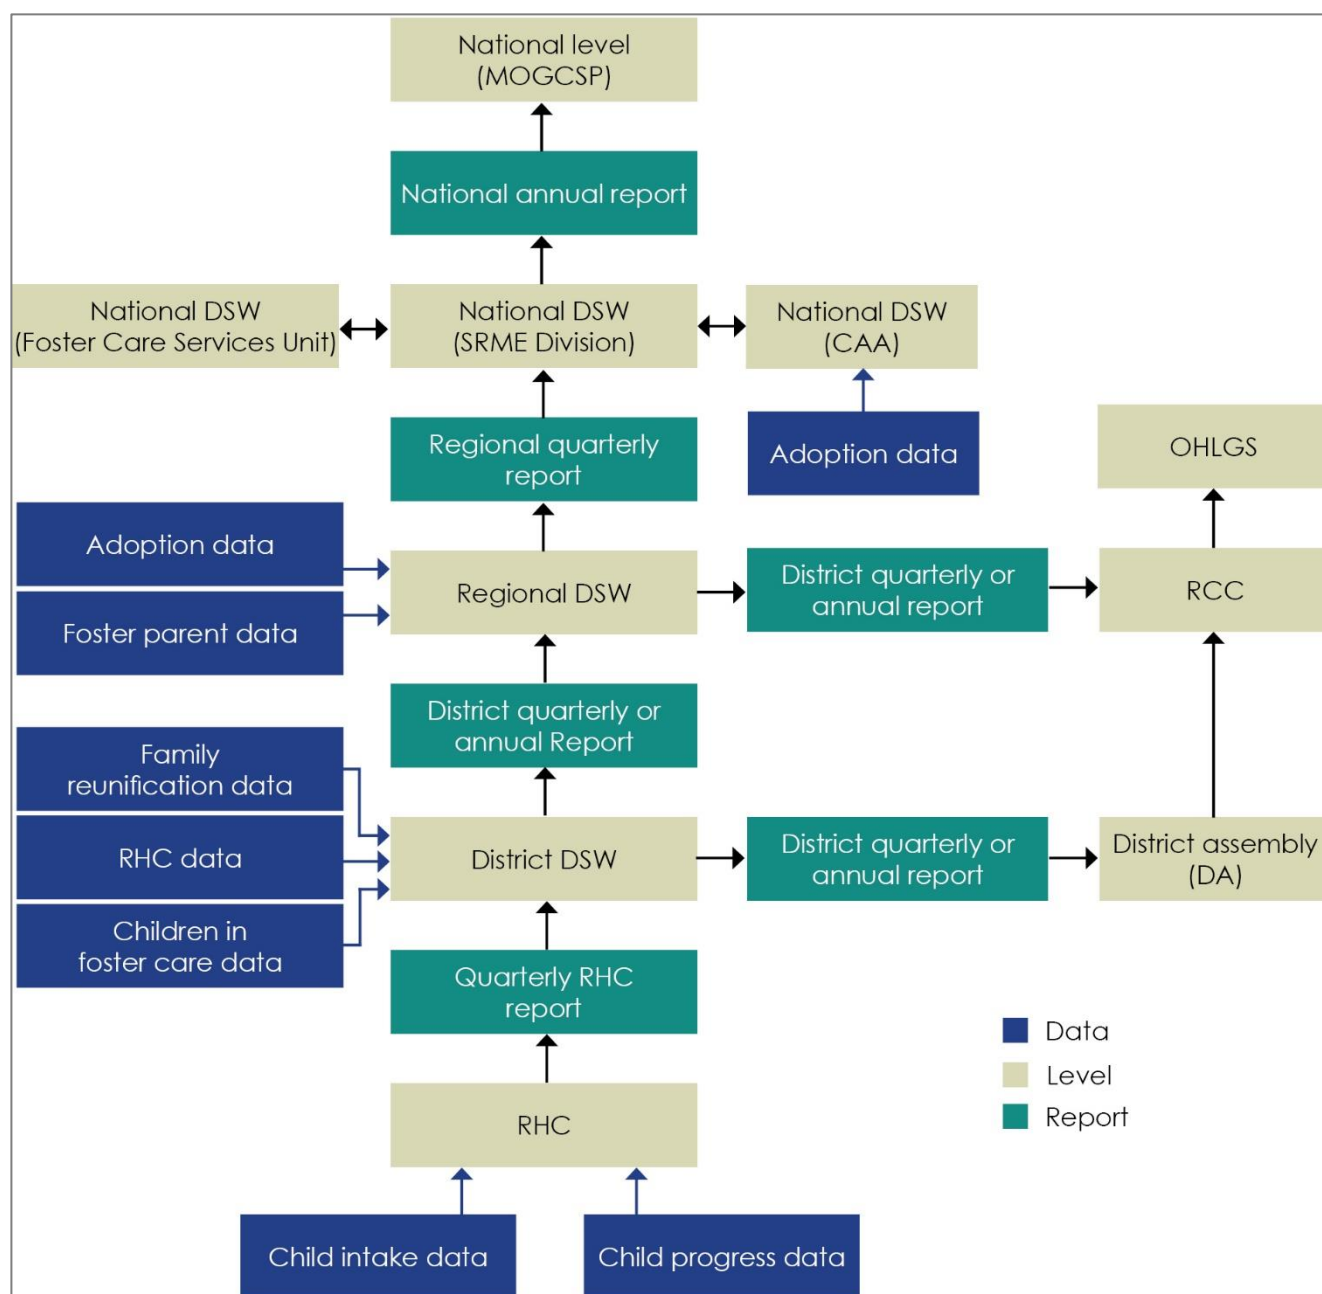 National level
(MOGCSP)
National annual report
National DSW
(Foster Care Services Unit)
National DSW
(SRME Division)
National DSW
(CAA)
Regional quarterly
report
Adoption data
OHLGS
Adoption data
Foster parent data
Regional DSW
District quarterly or
annual report
RCC
District quarterly or
annual Report
Family
reunification data
RHC data
Children in
foster care data
District DSW
District quarterly or
annual report
District assembly
(DA)
Quarterly RHC
report
Data
Level
Report
RHC
Child intake data
Child progress data